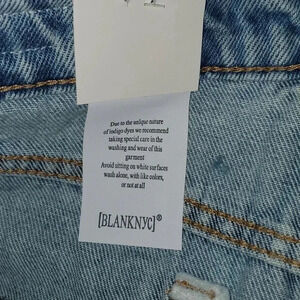 Due to the unique nature
of indigo dyes we recommend
taking special care in the
washing and wear of this
garment
Avoid sitting on white surfaces
wash alone, with like colors,
or not at all
[BLANKNYC]®